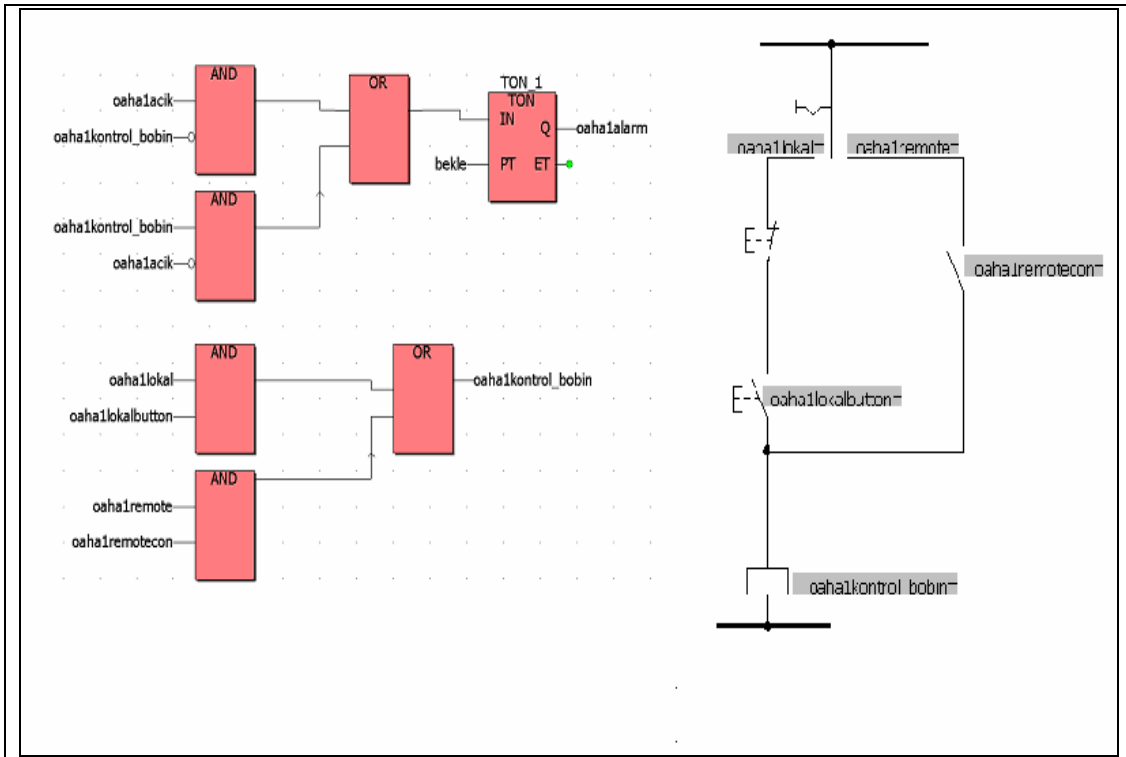 AND
oaha1acik
oaha1kontrol_bobin
OR
TON_1
TON
IN
Q
oaha1alarm
bekle
PT
ET
AND
oaha1kontrol_bobin
oaha1acik
AND
oaha1lokal
oaha1lokalbutton
OR
oaha1kontrol_bobin
AND
oaha1remote
oaha1remotecon
oaha1lokal
oaha1remote
oaha1remotecon
oaha1lokalbutton
oaha1kontrol_bobin